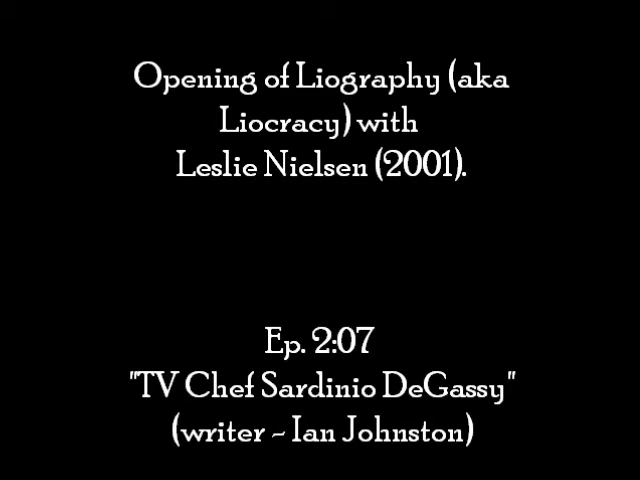 Opening of Liography (aka
Liocracy) with
Leslie Nielsen (2001).
Ep. 2:07
"TV Chef Sardinio DeGassy"
(writer - Ian Johnston)